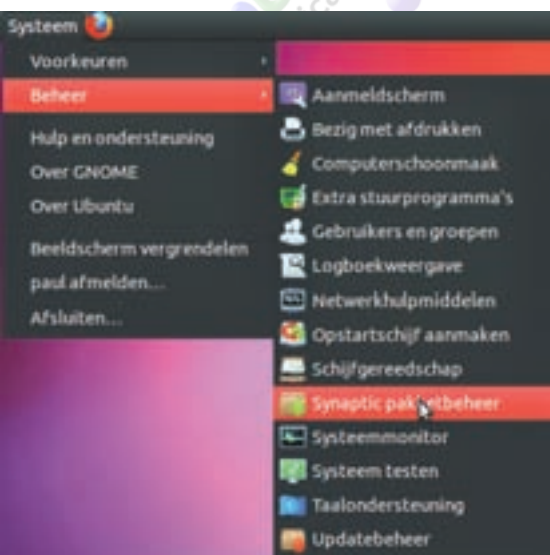 Systeem
Voorkeuren
Beheer
Hulp en ondersteuning
Over GNOME
Over Ubuntu
Beeldscherm vergrendelen
paul afmelden...
Afsluiten...
Aanmeldscherm
Bezig met afdrukken
Computerschoonmaak
Extra stuurprogramma's
Gebruikers en groepen
Logboekweergave
Netwerkhulpmiddelen
Opstartschijf aanmaken
Schijfgereedschap
Synaptic pakketbeheer
Systeemmonitor
Systeem testen
Taalondersteuning
Updatebeheer